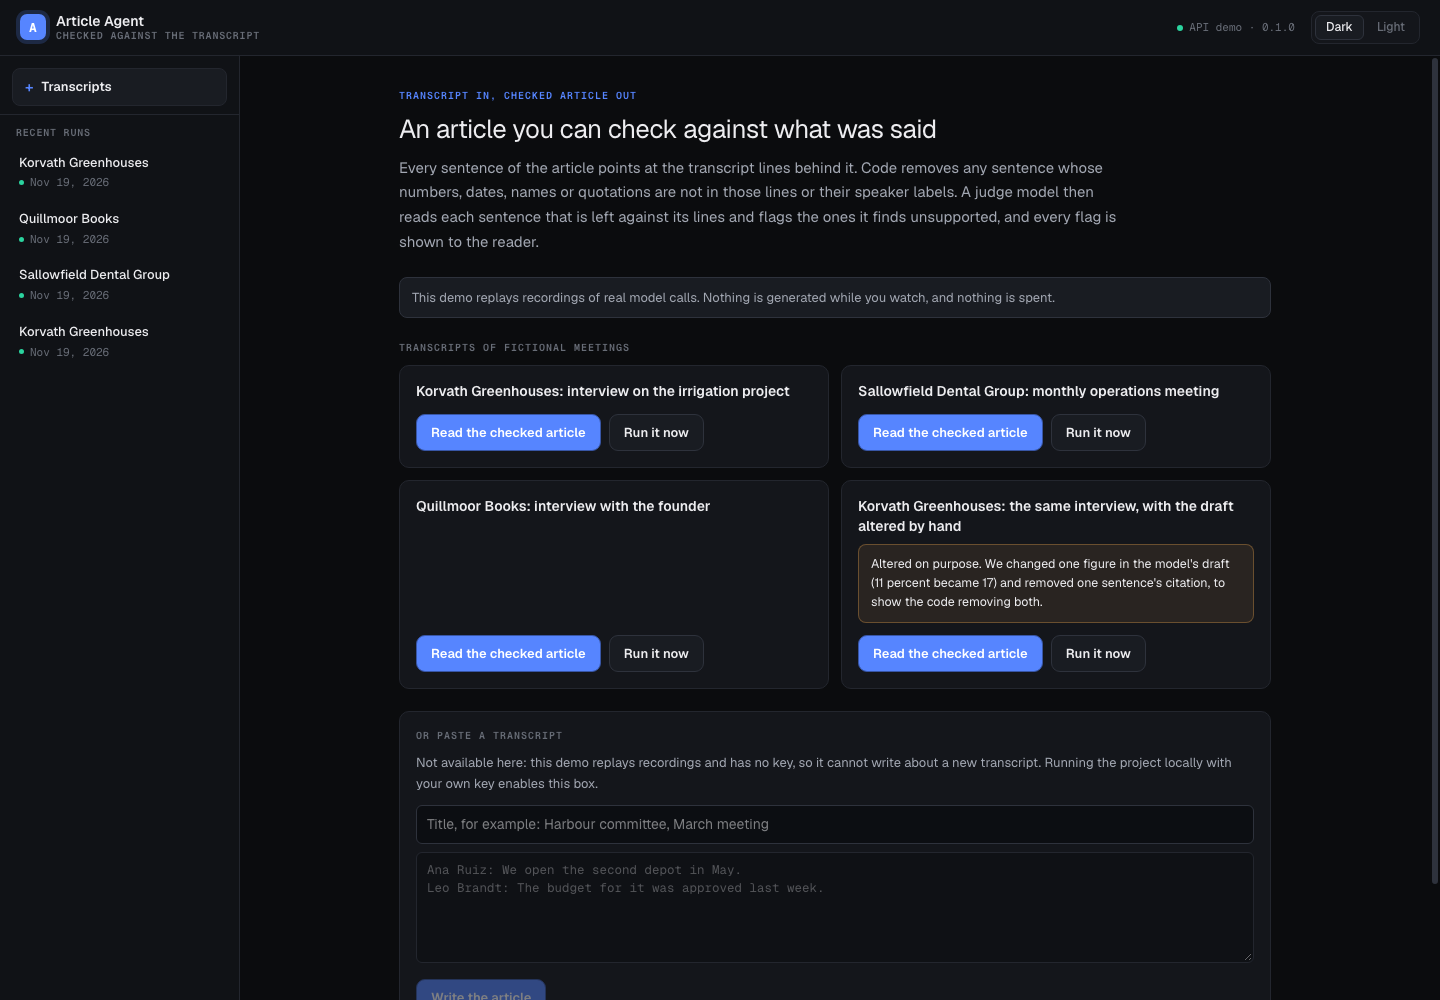 A
Article Agent
CHECKED AGAINST THE TRANSCRIPT
API demo · 0.1.0
Dark
Light
+ Transcripts
RECENT RUNS
Korvath Greenhouses
Nov 19, 2026
Quillmoor Books
Nov 19, 2026
Sallowfield Dental Group
Nov 19, 2026
Korvath Greenhouses
Nov 19, 2026
TRANSCRIPT IN, CHECKED ARTICLE OUT
An article you can check against what was said
Every sentence of the article points at the transcript lines behind it. Code removes any sentence whose
numbers, dates, names or quotations are not in those lines or their speaker labels. A judge model then
reads each sentence that is left against its lines and flags the ones it finds unsupported, and every flag is
shown to the reader.
This demo replays recordings of real model calls. Nothing is generated while you watch, and nothing is spent.
TRANSCRIPTS OF FICTIONAL MEETINGS
Korvath Greenhouses: interview on the irrigation project
Read the checked article
Run it now
Sallowfield Dental Group: monthly operations meeting
Read the checked article
Run it now
Quillmoor Books: interview with the founder
Read the checked article
Run it now
Korvath Greenhouses: the same interview, with the draft
altered by hand
Altered on purpose. We changed one figure in the model's draft
(11 percent became 17) and removed one sentence's citation, to
show the code removing both.
Read the checked article
Run it now
OR PASTE A TRANSCRIPT
Not available here: this demo replays recordings and has no key, so it cannot write about a new transcript. Running the project locally with
your own key enables this box.
Title, for example: Harbour committee, March meeting
Ana Ruiz: We open the second depot in May.
Leo Brandt: The budget for it was approved last week.
Write the article